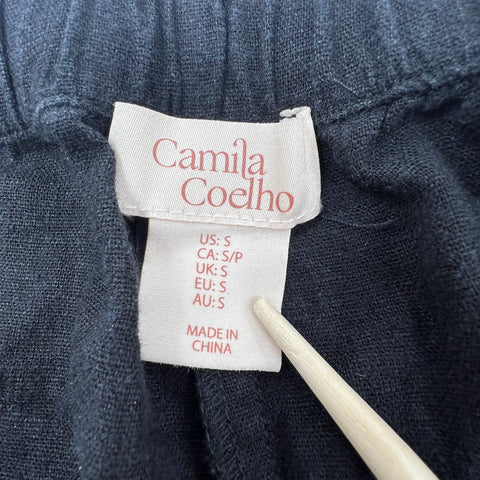 Camila
Coelho
US: S
CA: S/P
UK: S
EU: S
AU: S
MADE IN
CHINA